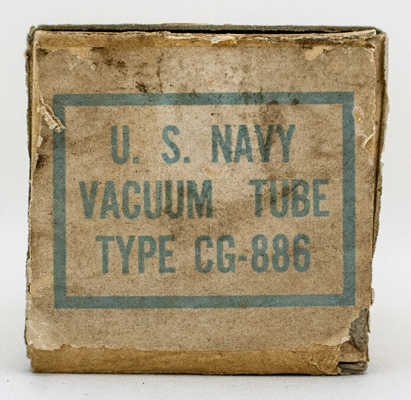 U. S. NAVY
VACUUM TUBE
TYPE CG-886